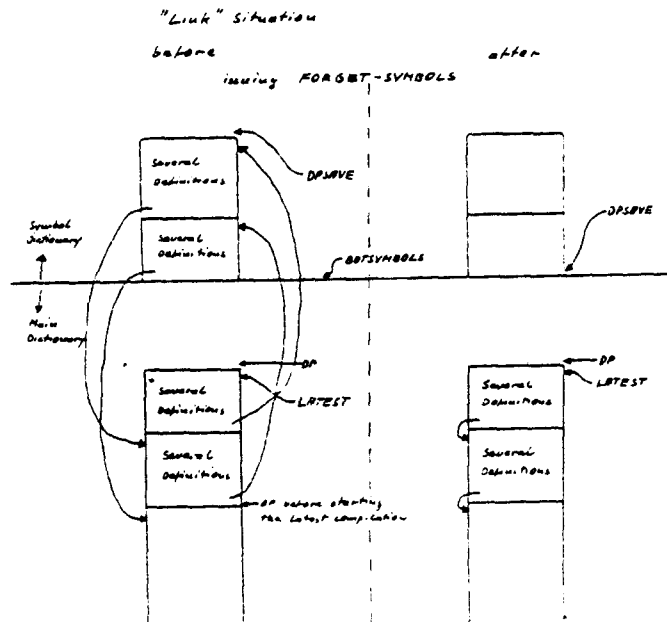 "Link" Situation
before
after
issuing FORGET-SYMBOLS
Several
Definitions
DPSAVE
Several
Definitions
Symbol
Dictionary
BOTSYMBOLS
DPSAVE
Main
Dictionary
DP
Several
Definitions
LATEST
Several
Definitions
DP before starting
the latest compilation
DP
LATEST
Several
Definitions
Several
Definitions